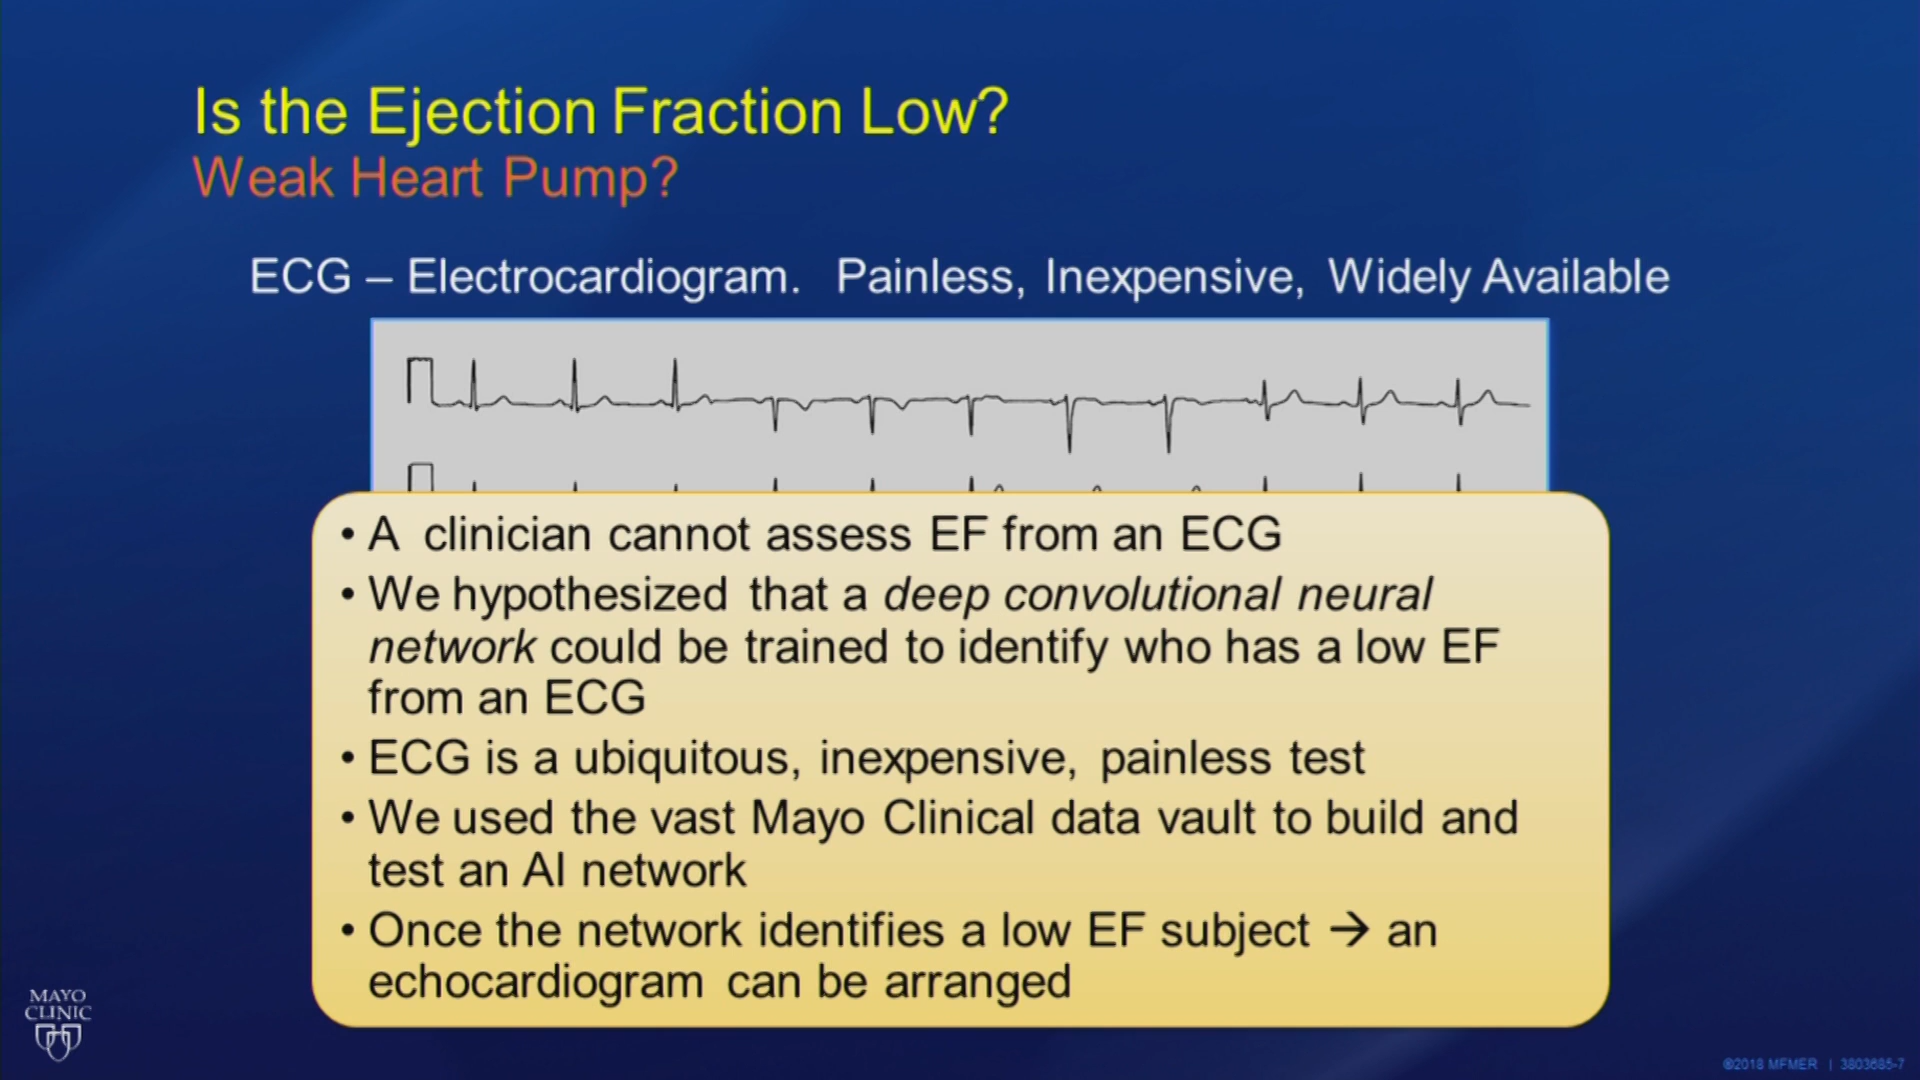 Is the Ejection Fraction Low?
Weak Heart Pump?
ECG – Electrocardiogram. Painless, Inexpensive, Widely Available
• A clinician cannot assess EF from an ECG
• We hypothesized that a deep convolutional neural
network could be trained to identify who has a low EF
from an ECG
• ECG is a ubiquitous, inexpensive, painless test
• We used the vast Mayo Clinical data vault to build and
test an AI network
• Once the network identifies a low EF subject → an
echocardiogram can be arranged
MAYO
CLINIC
©2018 MFMER | 3803685-7